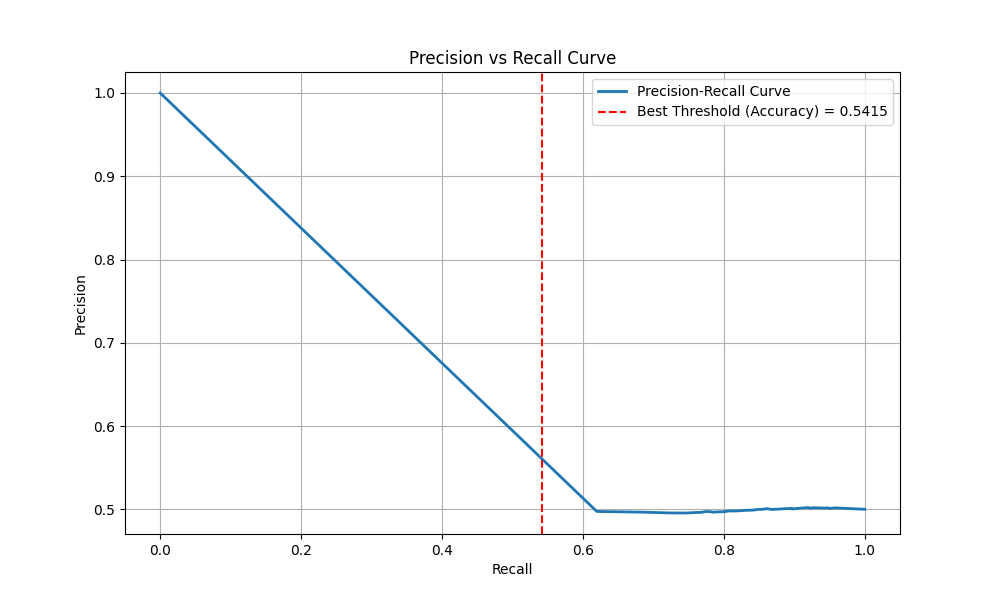 Precision vs Recall Curve
Precision-Recall Curve
Best Threshold (Accuracy) = 0.5415
Precision
1.0
0.9
0.8
0.7
0.6
0.5
0.0 0.2 0.4 0.6 0.8 1.0
Recall